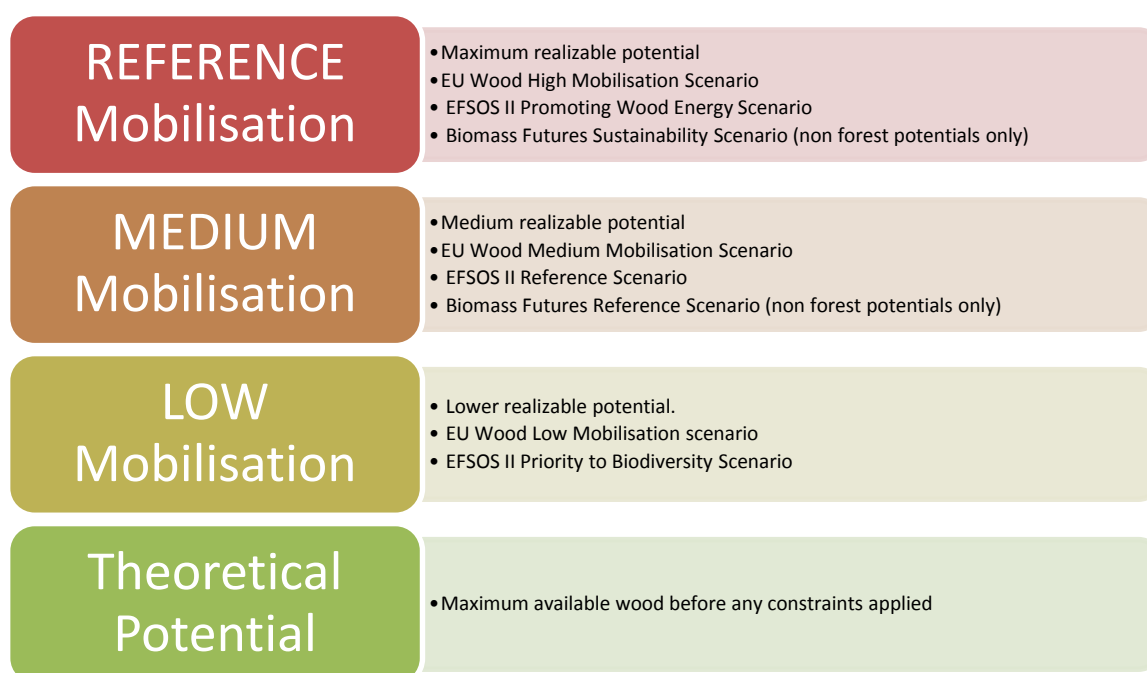 REFERENCE
Mobilisation
•Maximum realizable potential
•EU Wood High Mobilisation Scenario
• EFSOS II Promoting Wood Energy Scenario
• Biomass Futures Sustainability Scenario (non forest potentials only)
MEDIUM
Mobilisation
•Medium realizable potential
•EU Wood Medium Mobilisation Scenario
• EFSOS II Reference Scenario
• Biomass Futures Reference Scenario (non forest potentials only)
LOW
Mobilisation
• Lower realizable potential.
• EU Wood Low Mobilisation scenario
• EFSOS II Priority to Biodiversity Scenario
Theoretical
Potential
•Maximum available wood before any constraints applied